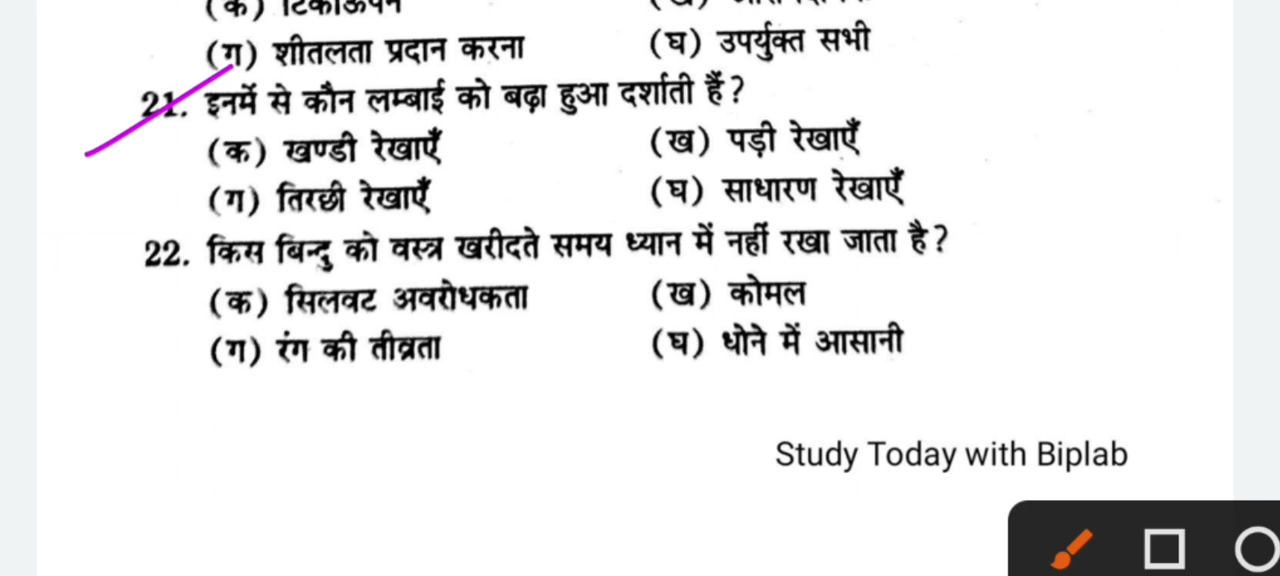 (क) टिकाऊपन
(ग) शीतलता प्रदान करना (घ) उपर्युक्त सभी
21. इनमें से कौन लम्बाई को बढ़ा हुआ दर्शाती हैं?
(क) खण्डी रेखाएँ (ख) पड़ी रेखाएँ
(ग) तिरछी रेखाएँ (घ) साधारण रेखाएँ
22. किस बिन्दु को वस्त्र खरीदते समय ध्यान में नहीं रखा जाता है?
(क) सिलवट अवरोधकता (ख) कोमल
(ग) रंग की तीव्रता (घ) धोने में आसानी
Study Today with Biplab